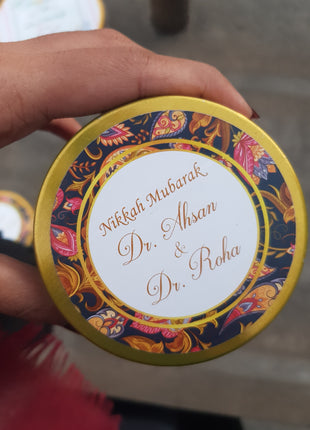 Nikkah Mubarak
Dr. Ahsan
&
Dr. Roha